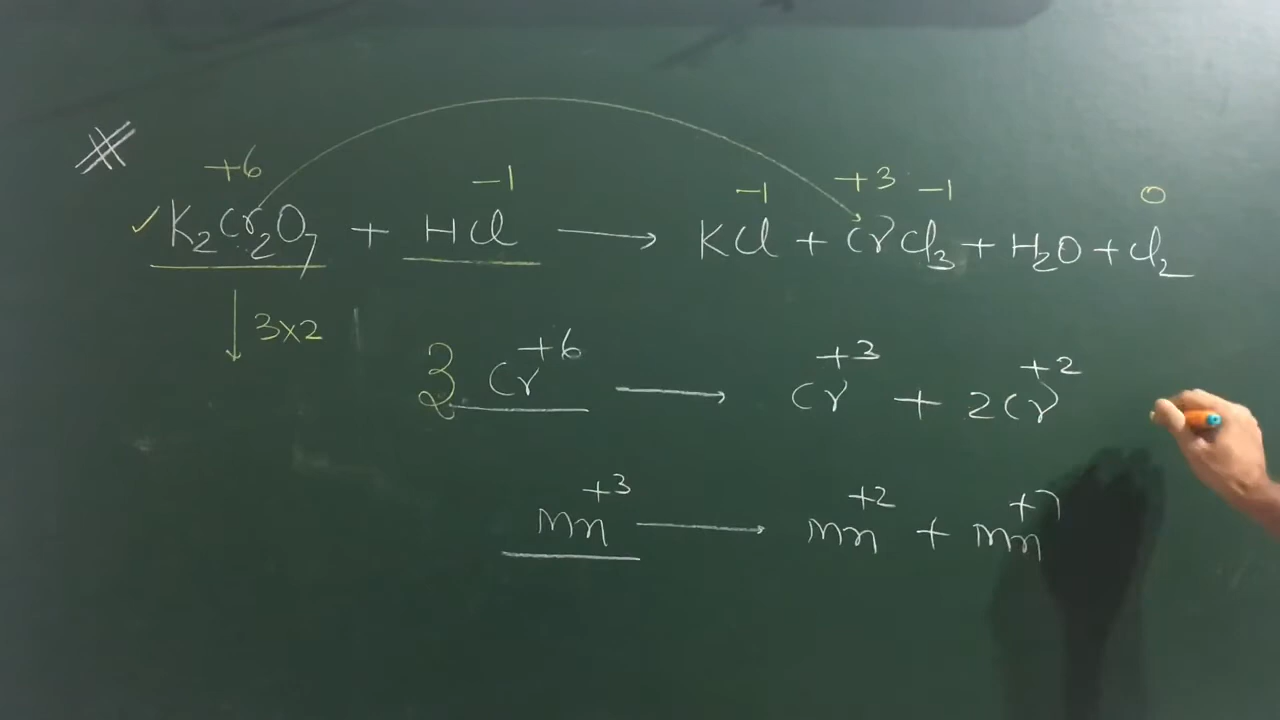 +6 -1 -1 +3 -1 0
K₂Cr₂O₇ + HCl ⟶ KCl + CrCl₃ + H₂O + Cl₂
↓ 3x2
3 Cr⁺⁶ ⟶ Cr⁺³ + 2Cr⁺²
Mn⁺³ ⟶ Mn⁺² + Mn⁺⁷